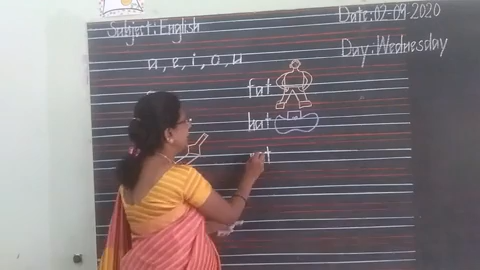 Subject: English
Date: 02-09-2020
Day: Wednesday
a, e, i, o, u
fat
hat